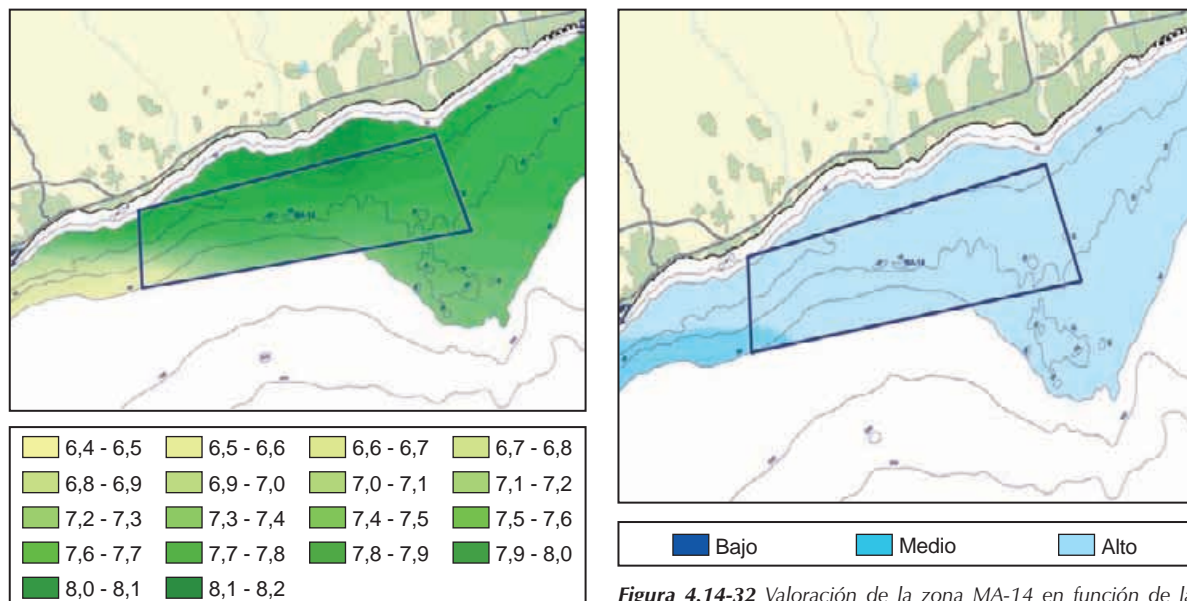 MA-14
MA-14
6,4 - 6,5 6,5 - 6,6 6,6 - 6,7 6,7 - 6,8
6,8 - 6,9 6,9 - 7,0 7,0 - 7,1 7,1 - 7,2
7,2 - 7,3 7,3 - 7,4 7,4 - 7,5 7,5 - 7,6
7,6 - 7,7 7,7 - 7,8 7,8 - 7,9 7,9 - 8,0
8,0 - 8,1 8,1 - 8,2
Bajo Medio Alto
Figura 4.14-32 Valoración de la zona MA-14 en función de la